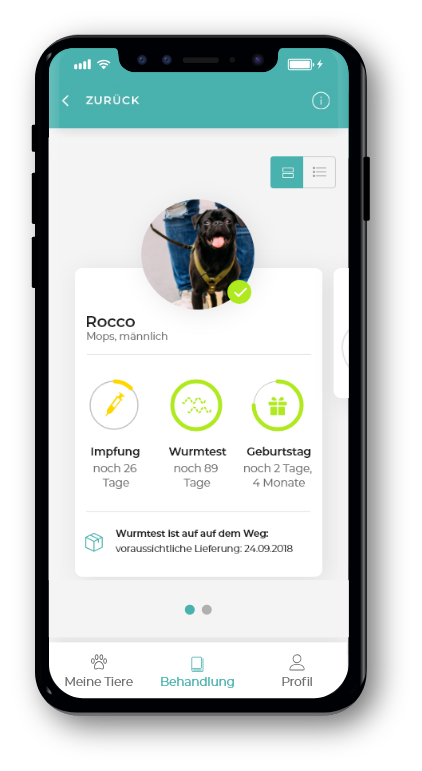 ZURÜCK
Rocco
Mops, männlich
Impfung
noch 26
Tage
Wurmtest
noch 89
Tage
Geburtstag
noch 2 Tage,
4 Monate
Wurmtest ist auf auf dem Weg:
voraussichtliche Lieferung: 24.09.2018
Meine Tiere
Behandlung
Profil